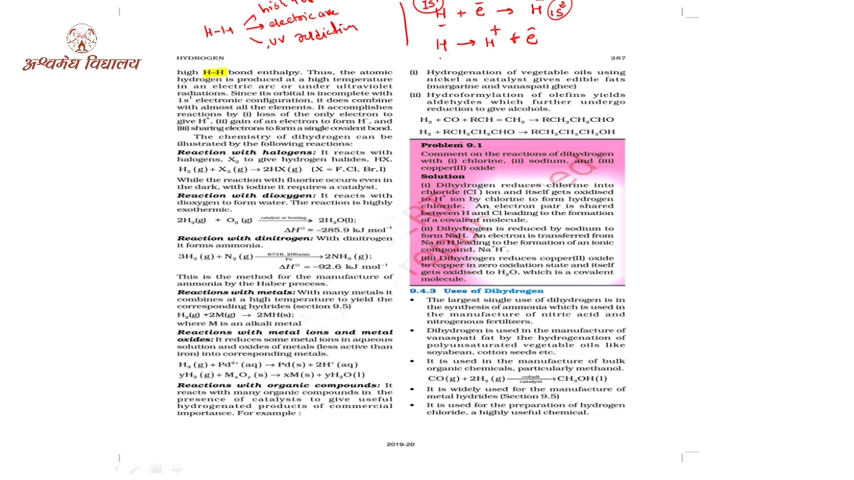 अश्वमेध विद्यालय
H-H
electric arc
UV radiation
1s¹
H + ē → H̄ 1s²
H → H⁺ + ē
HYDROGEN
287
high H–H bond enthalpy. Thus, the atomic
hydrogen is produced at a high temperature
in an electric arc or under ultraviolet
radiations. Since its orbital is incomplete with
1s¹ electronic configuration, it does combine
with almost all the elements. It accomplishes
reactions by (i) loss of the only electron to
give H⁺, (ii) gain of an electron to form H⁻, and
(iii) sharing electrons to form a single covalent bond.
The chemistry of dihydrogen can be
illustrated by the following reactions:
Reaction with halogens: It reacts with
halogens, X₂ to give hydrogen halides, HX,
H₂ (g) + X₂ (g) → 2HX (g) (X = F, Cl, Br, I)
While the reaction with fluorine occurs even in
the dark, with iodine it requires a catalyst.
Reaction with dioxygen: It reacts with
dioxygen to form water. The reaction is highly
exothermic.
2H₂(g) + O₂ (g) catalyst or heating → 2H₂O(l);
ΔH⊖ = –285.9 kJ mol⁻¹
Reaction with dinitrogen: With dinitrogen
it forms ammonia.
3H₂ (g) + N₂ (g) 673K, 200atm Fe → 2NH₃ (g);
ΔH⊖ = –92.6 kJ mol⁻¹
This is the method for the manufacture of
ammonia by the Haber process.
Reactions with metals: With many metals it
combines at a high temperature to yield the
corresponding hydrides (section 9.5)
H₂(g) +2M(g) → 2MH(s);
where M is an alkali metal
Reactions with metal ions and metal
oxides: It reduces some metal ions in aqueous
solution and oxides of metals (less active than
iron) into corresponding metals.
H₂ (g) + Pd²⁺ (aq) → Pd (s) + 2H⁺ (aq)
yH₂ (g) + MₓOᵧ (s) → xM (s) + yH₂O (l)
Reactions with organic compounds: It
reacts with many organic compounds in the
presence of catalysts to give useful
hydrogenated products of commercial
importance. For example :
(i) Hydrogenation of vegetable oils using
nickel as catalyst gives edible fats
(margarine and vanaspati ghee)
(ii) Hydroformylation of olefins yields
aldehydes which further undergo
reduction to give alcohols.
H₂ + CO + RCH = CH₂ → RCH₂CH₂CHO
H₂ + RCH₂CH₂CHO → RCH₂CH₂CH₂OH
Problem 9.1
Comment on the reactions of dihydrogen
with (i) chlorine, (ii) sodium, and (iii)
copper(II) oxide
Solution
(i) Dihydrogen reduces chlorine into
chloride (Cl⁻) ion and itself gets oxidised
to H⁺ ion by chlorine to form hydrogen
chloride. An electron pair is shared
between H and Cl leading to the formation
of a covalent molecule.
(ii) Dihydrogen is reduced by sodium to
form NaH. An electron is transferred from
Na to H leading to the formation of an ionic
compound, Na⁺H⁻.
(iii) Dihydrogen reduces copper(II) oxide
to copper in zero oxidation state and itself
gets oxidised to H₂O, which is a covalent
molecule.
9.4.3 Uses of Dihydrogen
• The largest single use of dihydrogen is in
the synthesis of ammonia which is used in
the manufacture of nitric acid and
nitrogenous fertilizers.
• Dihydrogen is used in the manufacture of
vanaspati fat by the hydrogenation of
polyunsaturated vegetable oils like
soyabean, cotton seeds etc.
• It is used in the manufacture of bulk
organic chemicals, particularly methanol.
CO(g) + 2H₂ (g) cobalt catalyst → CH₃OH(l)
• It is widely used for the manufacture of
metal hydrides (Section 9.5)
• It is used for the preparation of hydrogen
chloride, a highly useful chemical.
2019-20